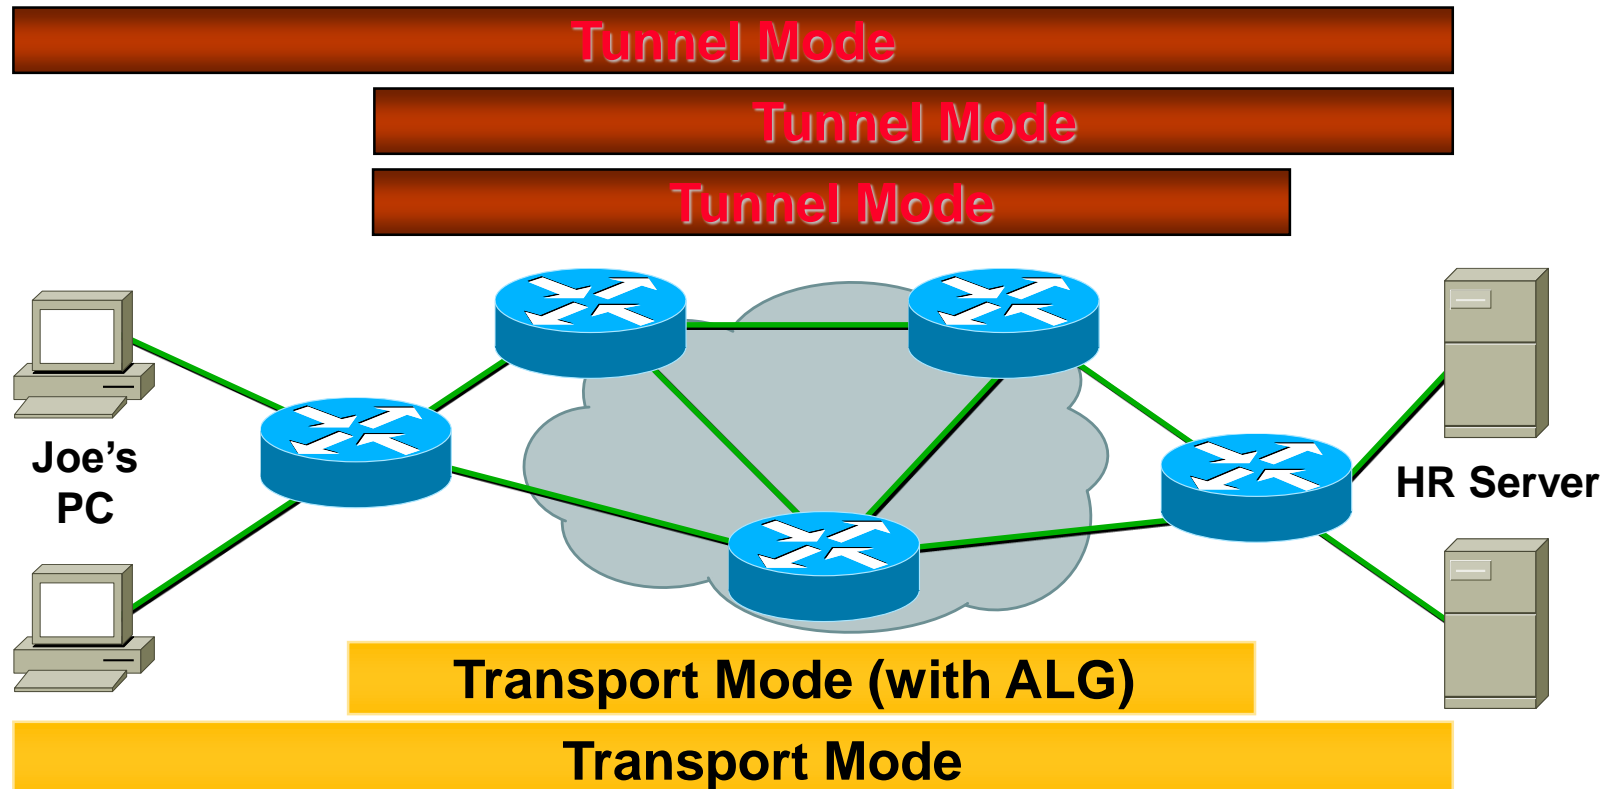 Tunnel Mode
Tunnel Mode
Tunnel Mode
Joe's
PC
HR Server
Transport Mode (with ALG)
Transport Mode